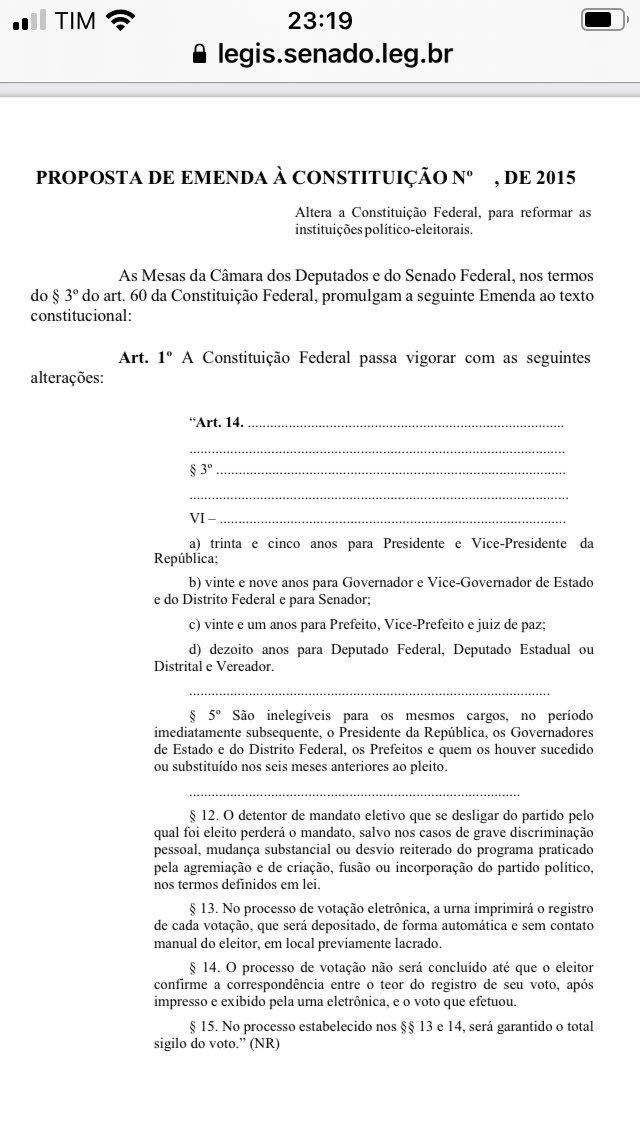 TIM 23:19
legis.senado.leg.br
PROPOSTA DE EMENDA À CONSTITUIÇÃO Nº , DE 2015
Altera a Constituição Federal, para reformar as
instituições político-eleitorais.
As Mesas da Câmara dos Deputados e do Senado Federal, nos termos
do § 3º do art. 60 da Constituição Federal, promulgam a seguinte Emenda ao texto
constitucional:
Art. 1º A Constituição Federal passa vigorar com as seguintes
alterações:
“Art. 14. ....................................................................................
....................................................................................................
§ 3º .............................................................................................
.....................................................................................................
VI – ............................................................................................
a) trinta e cinco anos para Presidente e Vice-Presidente da
República;
b) vinte e nove anos para Governador e Vice-Governador de Estado
e do Distrito Federal e para Senador;
c) vinte e um anos para Prefeito, Vice-Prefeito e juiz de paz;
d) dezoito anos para Deputado Federal, Deputado Estadual ou
Distrital e Vereador.
................................................................................................
§ 5º São inelegíveis para os mesmos cargos, no período
imediatamente subsequente, o Presidente da República, os Governadores
de Estado e do Distrito Federal, os Prefeitos e quem os houver sucedido
ou substituído nos seis meses anteriores ao pleito.
........................................................................................
§ 12. O detentor de mandato eletivo que se desligar do partido pelo
qual foi eleito perderá o mandato, salvo nos casos de grave discriminação
pessoal, mudança substancial ou desvio reiterado do programa praticado
pela agremiação e de criação, fusão ou incorporação do partido político,
nos termos definidos em lei.
§ 13. No processo de votação eletrônica, a urna imprimirá o registro
de cada votação, que será depositado, de forma automática e sem contato
manual do eleitor, em local previamente lacrado.
§ 14. O processo de votação não será concluído até que o eleitor
confirme a correspondência entre o teor do registro de seu voto, após
impresso e exibido pela urna eletrônica, e o voto que efetuou.
§ 15. No processo estabelecido nos §§ 13 e 14, será garantido o total
sigilo do voto.” (NR)